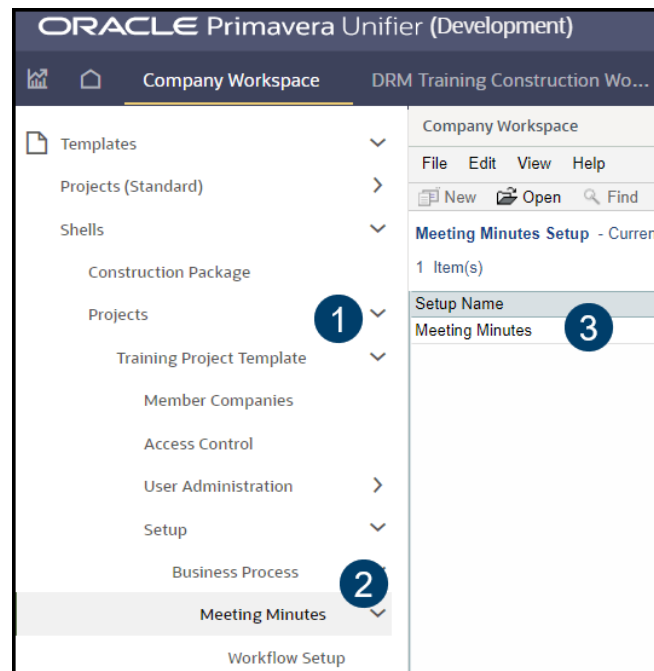 ORACLE Primavera Unifier (Development)
Company Workspace
DRM Training Construction Wo...
Templates
Projects (Standard)
Shells
Construction Package
Projects
1
Training Project Template
Member Companies
Access Control
User Administration
Setup
Business Process
2
Meeting Minutes
Workflow Setup
Company Workspace
File Edit View Help
New Open Find
Meeting Minutes Setup - Curren
1 Item(s)
Setup Name
Meeting Minutes
3